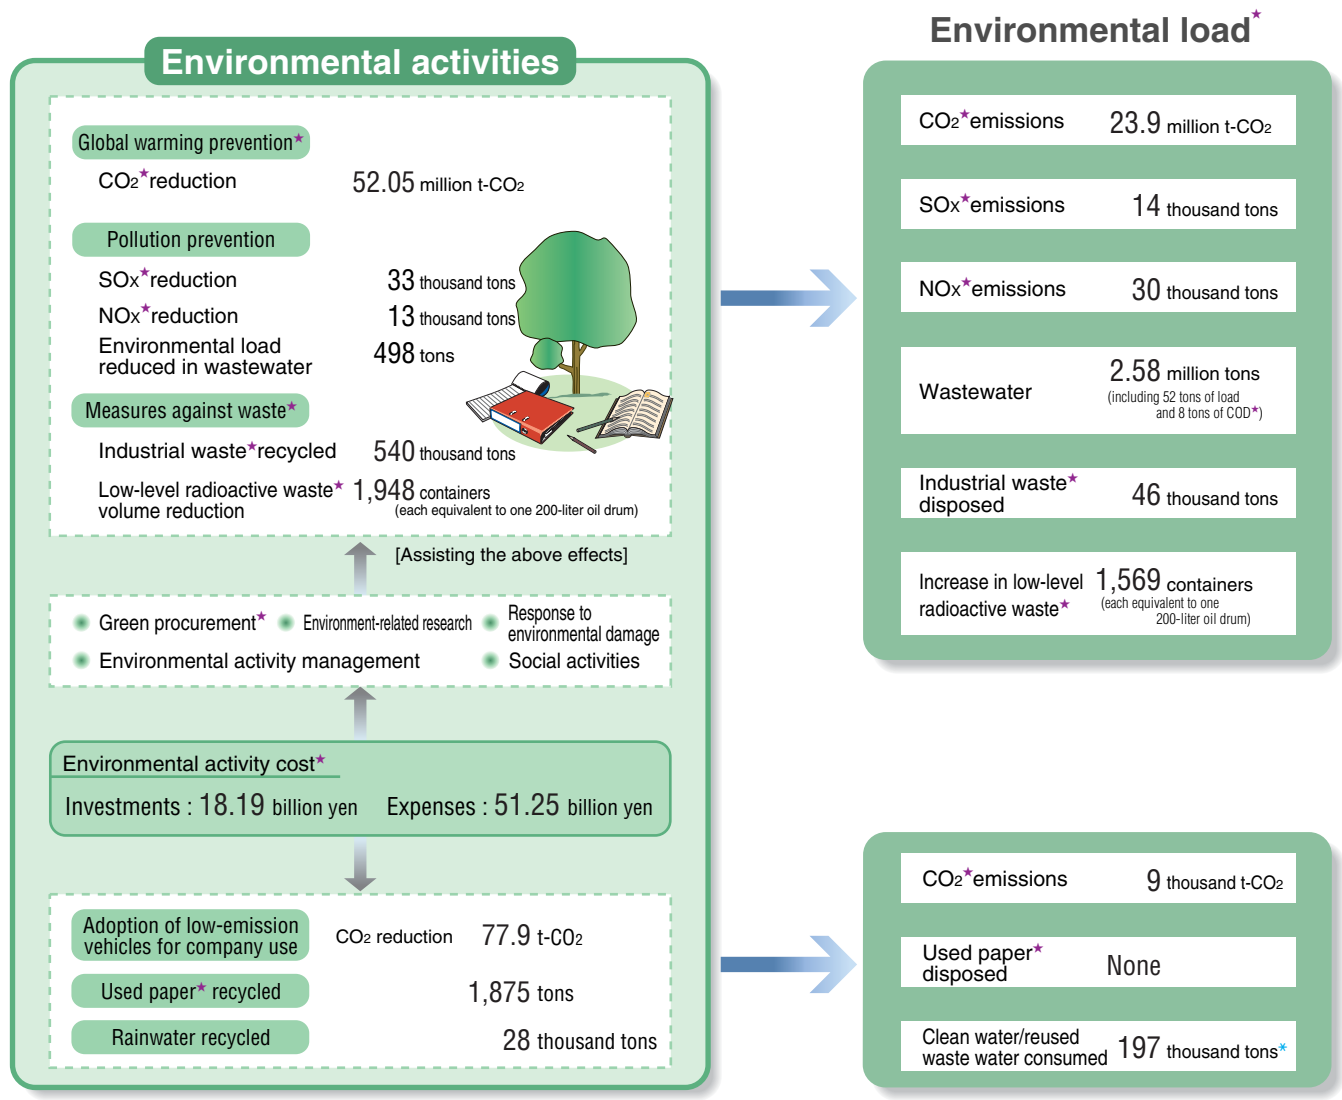 Environmental activities
Global warming prevention★
CO2★reduction 52.05 million t-CO2
Pollution prevention
SOx★reduction 33 thousand tons
NOx★reduction 13 thousand tons
Environmental load
reduced in wastewater 498 tons
Measures against waste★
Industrial waste★recycled 540 thousand tons
Low-level radioactive waste★ 1,948 containers
volume reduction (each equivalent to one 200-liter oil drum)
[Assisting the above effects]
Green procurement★ Environment-related research Response to
environmental damage
Environmental activity management Social activities
Environmental activity cost★
Investments : 18.19 billion yen Expenses : 51.25 billion yen
Adoption of low-emission
vehicles for company use CO2 reduction 77.9 t-CO2
Used paper★ recycled 1,875 tons
Rainwater recycled 28 thousand tons
Environmental load★
CO2★emissions 23.9 million t-CO2
SOx★emissions 14 thousand tons
NOx★emissions 30 thousand tons
Wastewater 2.58 million tons
(including 52 tons of load
and 8 tons of COD★)
Industrial waste★
disposed 46 thousand tons
Increase in low-level 1,569 containers
radioactive waste★ (each equivalent to one
200-liter oil drum)
CO2★emissions 9 thousand t-CO2
Used paper★
disposed None
Clean water/reused
waste water consumed 197 thousand tons*